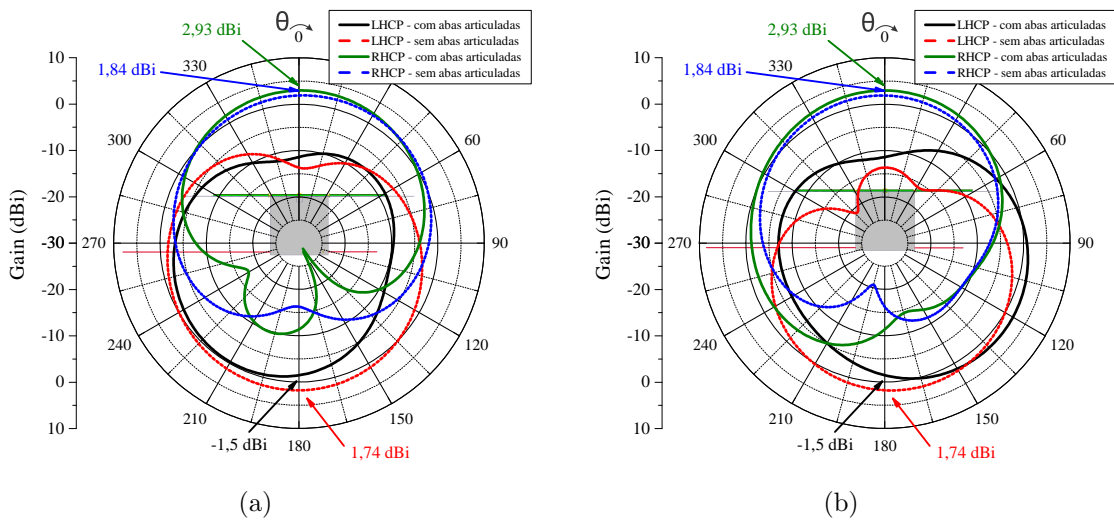 θ
2,93 dBi
1,84 dBi
LHCP - com abas articuladas
LHCP - sem abas articuladas
RHCP - com abas articuladas
RHCP - sem abas articuladas
Gain (dBi)
10
0
-10
-20
-30
-20
-10
0
10
0
60
90
120
150
180
210
240
270
300
330
-1,5 dBi
1,74 dBi
(a)
θ
2,93 dBi
1,84 dBi
LHCP - com abas articuladas
LHCP - sem abas articuladas
RHCP - com abas articuladas
RHCP - sem abas articuladas
Gain (dBi)
10
0
-10
-20
-30
-20
-10
0
10
0
60
90
120
150
180
210
240
270
300
330
-1,5 dBi
1,74 dBi
(b)